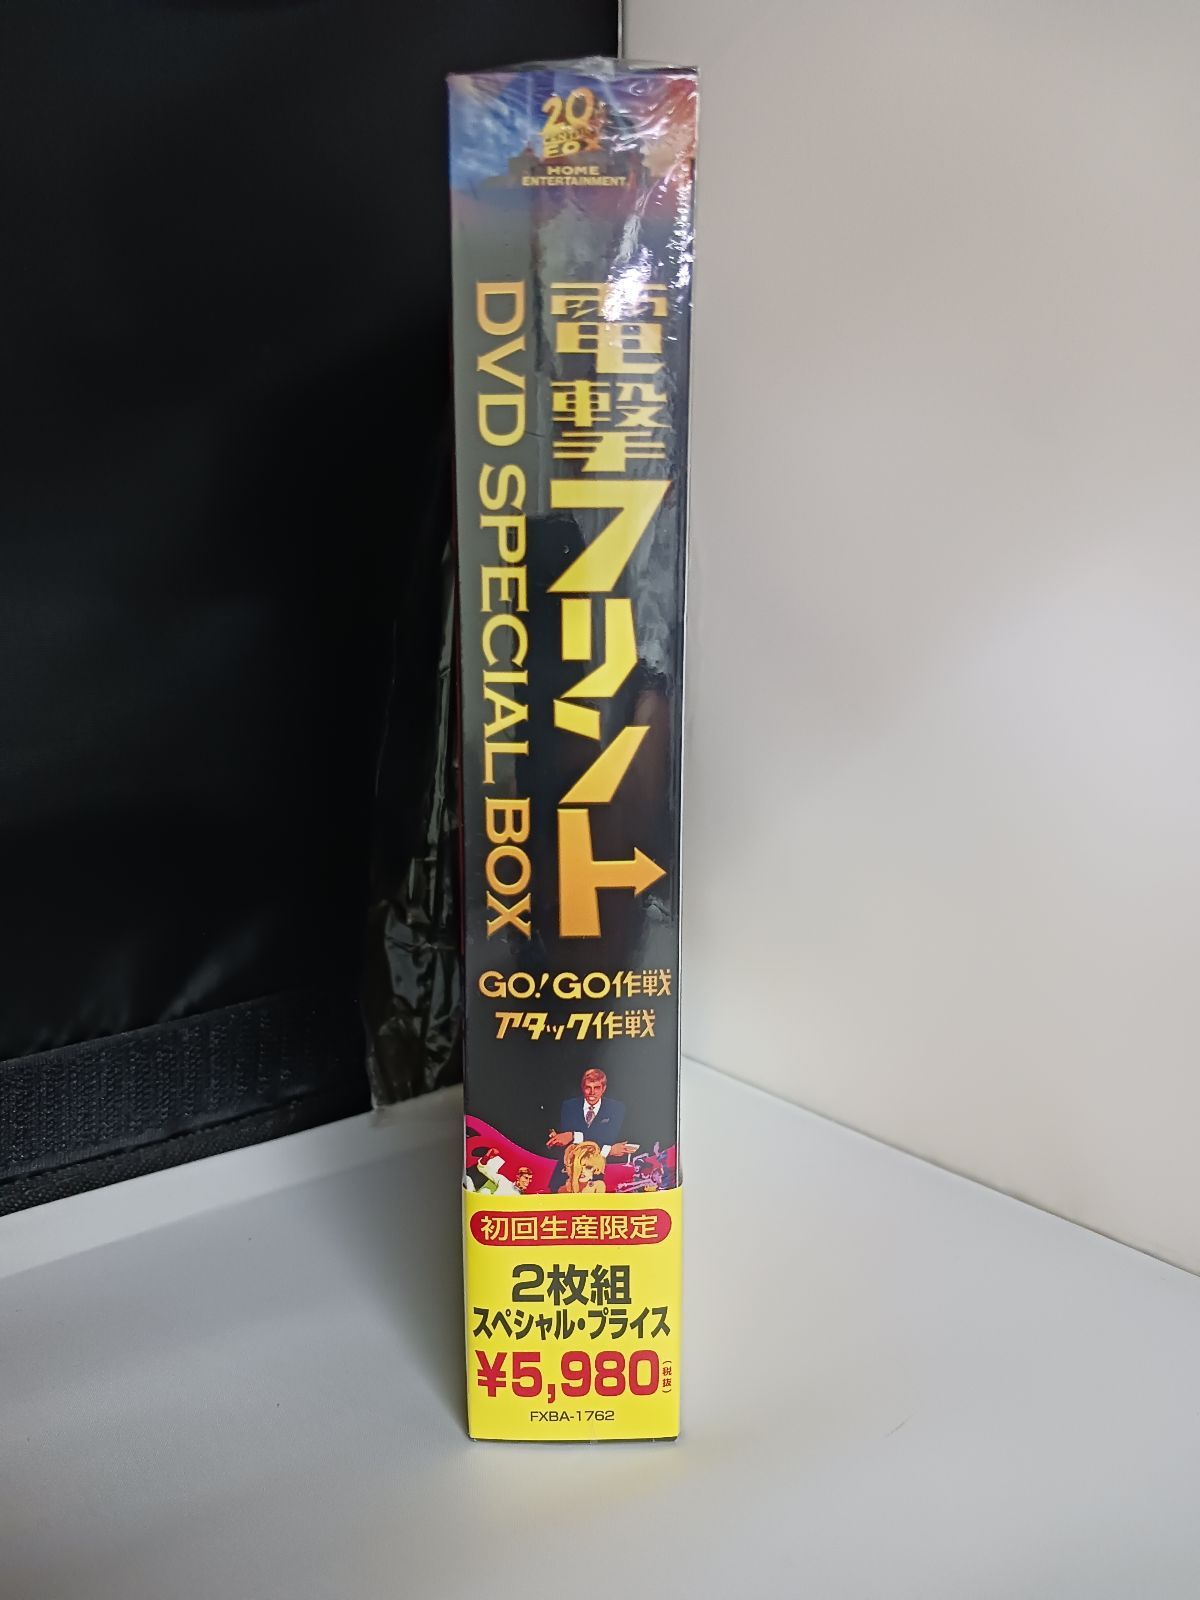 20
CENTURY
FOX
HOME
ENTERTAINMENT
電撃フリント
DVD SPECIAL BOX
GO!GO作戦
アタック作戦
初回生産限定
2枚組
スペシャル・プライス
¥5,980(税抜)
FXBA-1762